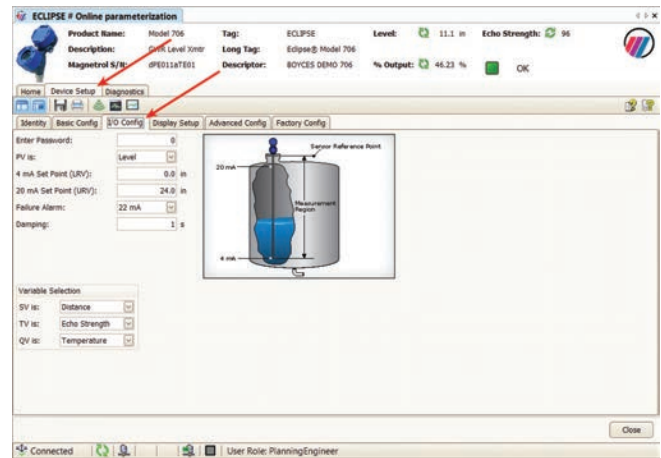 ECLIPSE # Online parameterization
Product Name: Model 706 Tag: ECLIPSE Level: 11.1 in Echo Strength: 96
Description: GWR Level Xmtr Long Tag: Eclipse® Model 706
Magnetrol S/N: dPE011aTE01 Descriptor: BOYCES DEMO 706 % Output: 46.23 % OK
Home Device Setup Diagnostics
Identity Basic Config I/O Config Display Setup Advanced Config Factory Config
Enter Password: 0
PV is: Level
4 mA Set Point (LRV): 0.0 in
20 mA Set Point (URV): 24.0 in
Failure Alarm: 22 mA
Damping: 1 s
Sensor Reference Point
20 mA
Measurement
Region
4 mA
Variable Selection
SV is: Distance
TV is: Echo Strength
QV is: Temperature
Close
Connected User Role: PlanningEngineer